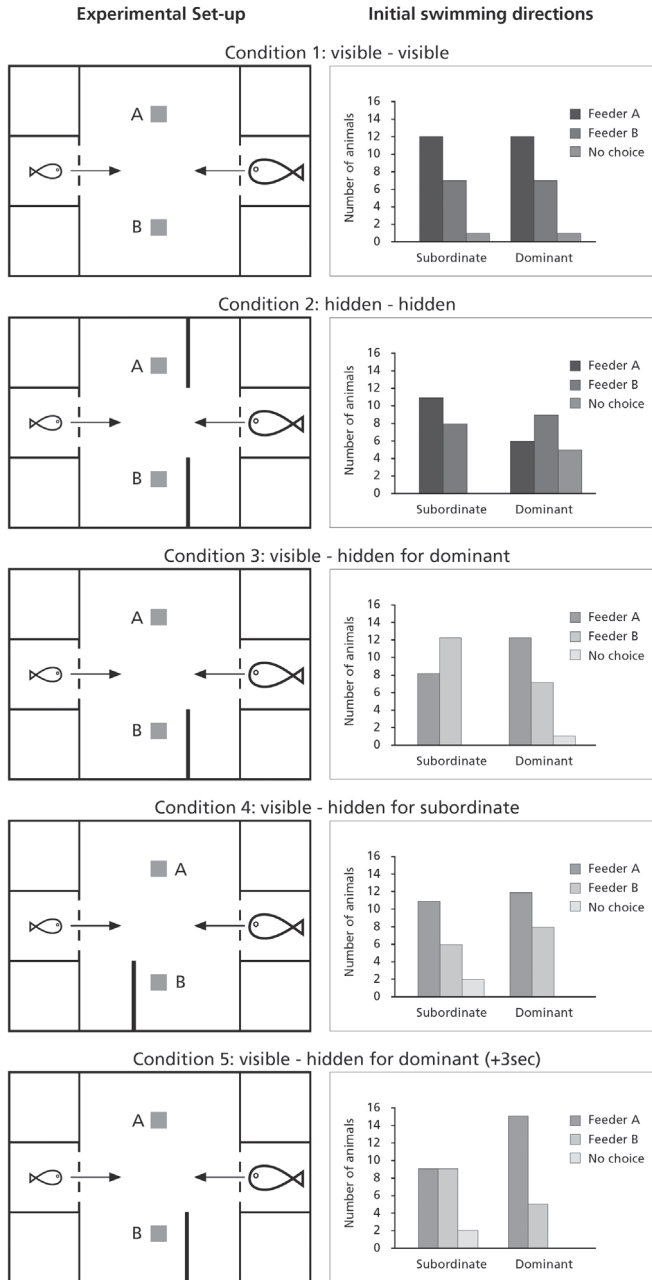 Experimental Set-up
Initial swimming directions
Condition 1: visible - visible
A
B
Number of animals
16
14
12
10
8
6
4
2
0
Subordinate
Dominant
Feeder A
Feeder B
No choice
Condition 2: hidden - hidden
A
B
Number of animals
16
14
12
10
8
6
4
2
0
Subordinate
Dominant
Feeder A
Feeder B
No choice
Condition 3: visible - hidden for dominant
A
B
Number of animals
16
14
12
10
8
6
4
2
0
Subordinate
Dominant
Feeder A
Feeder B
No choice
Condition 4: visible - hidden for subordinate
A
B
Number of animals
16
14
12
10
8
6
4
2
0
Subordinate
Dominant
Feeder A
Feeder B
No choice
Condition 5: visible - hidden for dominant (+3sec)
A
B
Number of animals
16
14
12
10
8
6
4
2
0
Subordinate
Dominant
Feeder A
Feeder B
No choice